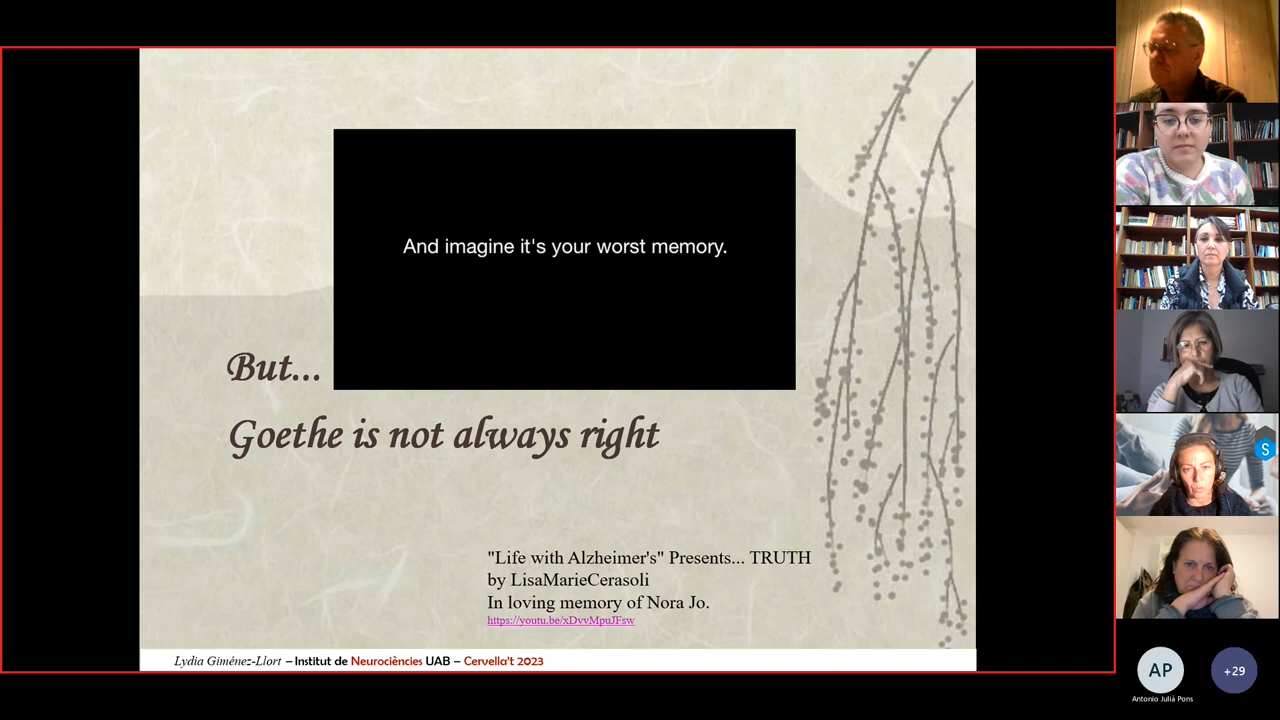 And imagine it's your worst memory.
But...
Goethe is not always right
"Life with Alzheimer's" Presents... TRUTH
by LisaMarieCerasoli
In loving memory of Nora Jo.
https://youtu.be/xDvvMpuJFsw
Lydia Giménez-Llort – Institut de Neurociències UAB – Cervella't 2023
S
AP
Antonio Julià Pons
+29